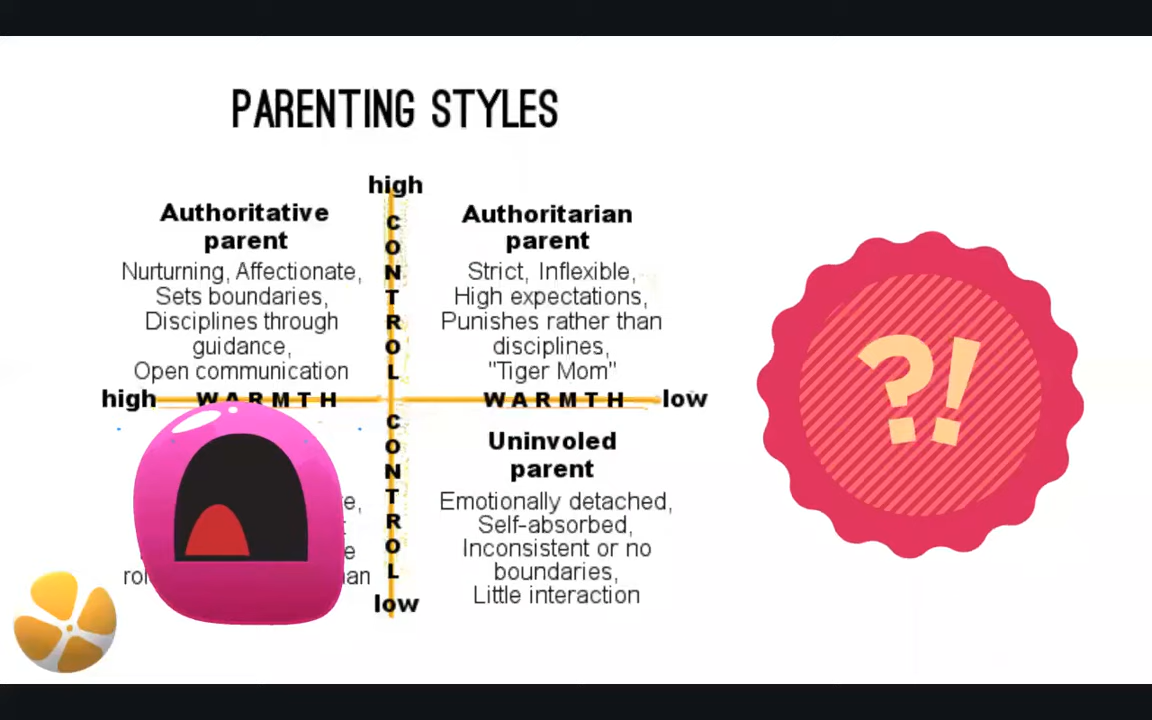 PARENTING STYLES
high
Authoritative
parent
Nurturning, Affectionate,
Sets boundaries,
Disciplines through
guidance,
Open communication
CONTROL
Authoritarian
parent
Strict, Inflexible,
High expectations,
Punishes rather than
disciplines,
"Tiger Mom"
high WARMTH WARMTH low
CONTROL
low
Uninvoled
parent
Emotionally detached,
Self-absorbed,
Inconsistent or no
boundaries,
Little interaction
?!